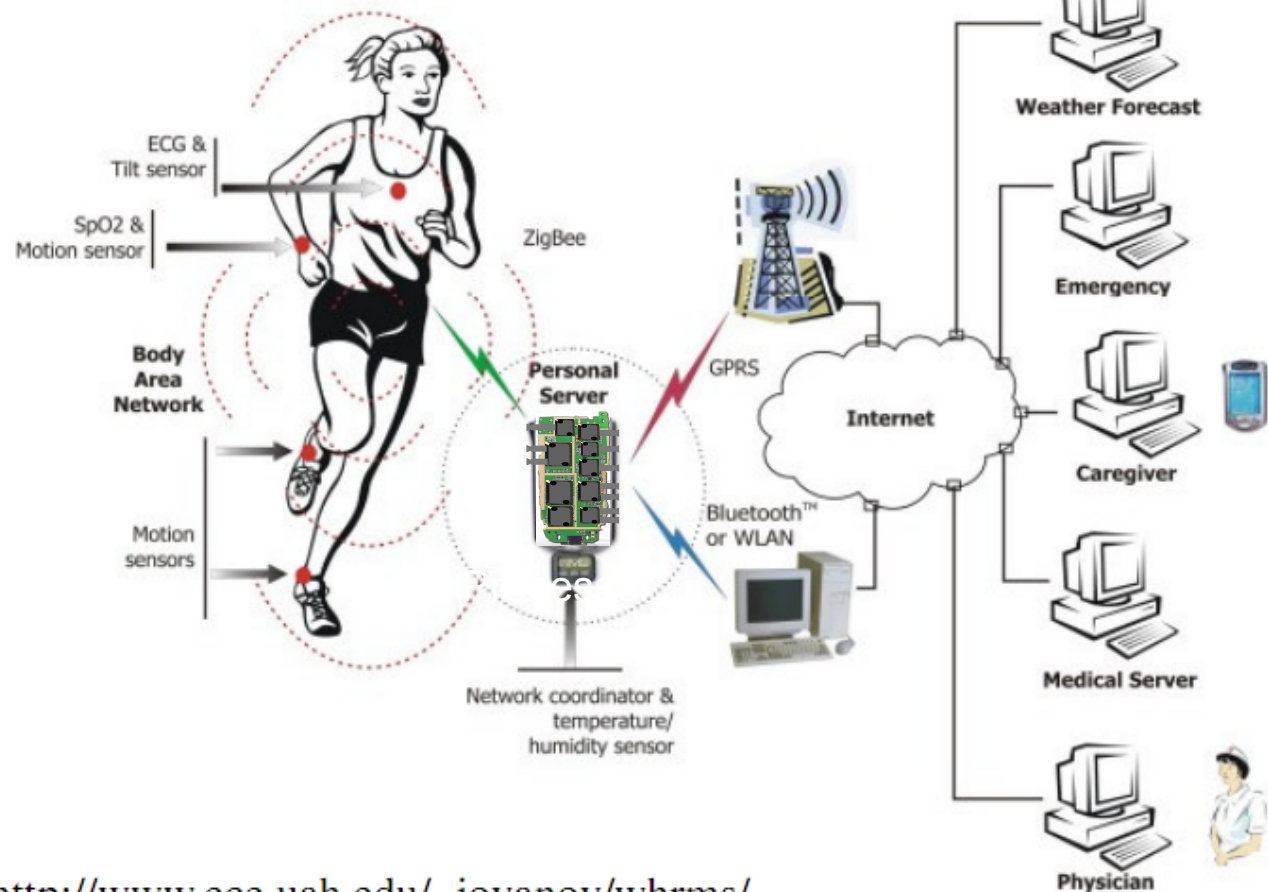 Weather Forecast
ECG &
Tilt sensor
SpO2 &
Motion sensor
ZigBee
Emergency
Body
Area
Network
Personal
Server
GPRS
Internet
Caregiver
Bluetooth™
or WLAN
Motion
sensors
es
Medical Server
Network coordinator &
temperature/
humidity sensor
Physician